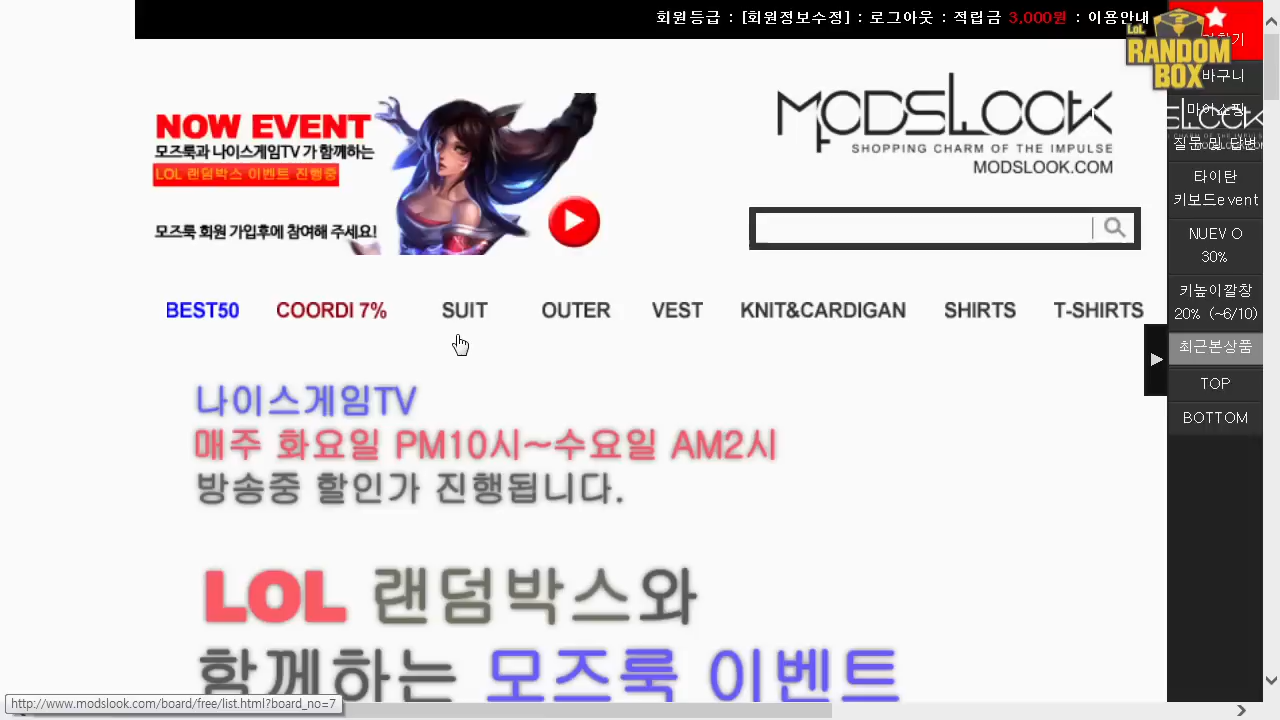 회원등급 : [회원정보수정] : 로그아웃 : 적립금 3,000원 : 이용안내
LoL
RANDOM
BOX
NOW EVENT
모즈룩과 나이스게임TV 가 함께하는
LOL 랜덤박스 이벤트 진행중
모즈룩 회원 가입후에 참여해 주세요!
MODSLOOK
SHOPPING CHARM OF THE IMPULSE
MODSLOOK.COM
BEST50 COORDI 7% SUIT OUTER VEST KNIT&CARDIGAN SHIRTS T-SHIRTS
나이스게임TV
매주 화요일 PM10시~수요일 AM2시
방송중 할인가 진행됩니다.
LOL 랜덤박스와
함께하는 모즈룩 이벤트
바구니
마이쇼핑
질문 및 답변
타이탄
키보드event
NUEV O
30%
키높이깔창
20% (~6/10)
최근본상품
TOP
BOTTOM
http://www.modslook.com/board/free/list.html?board_no=7